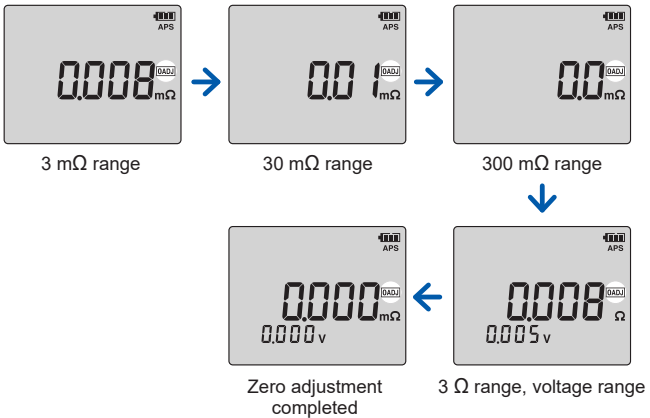 APS
0.008 0ADJ mΩ
3 mΩ range
APS
0.01 0ADJ mΩ
30 mΩ range
APS
0.0 0ADJ mΩ
300 mΩ range
APS
0.008 0ADJ Ω
0.005 v
3 Ω range, voltage range
APS
0.000 0ADJ mΩ
0.000 v
Zero adjustment
completed